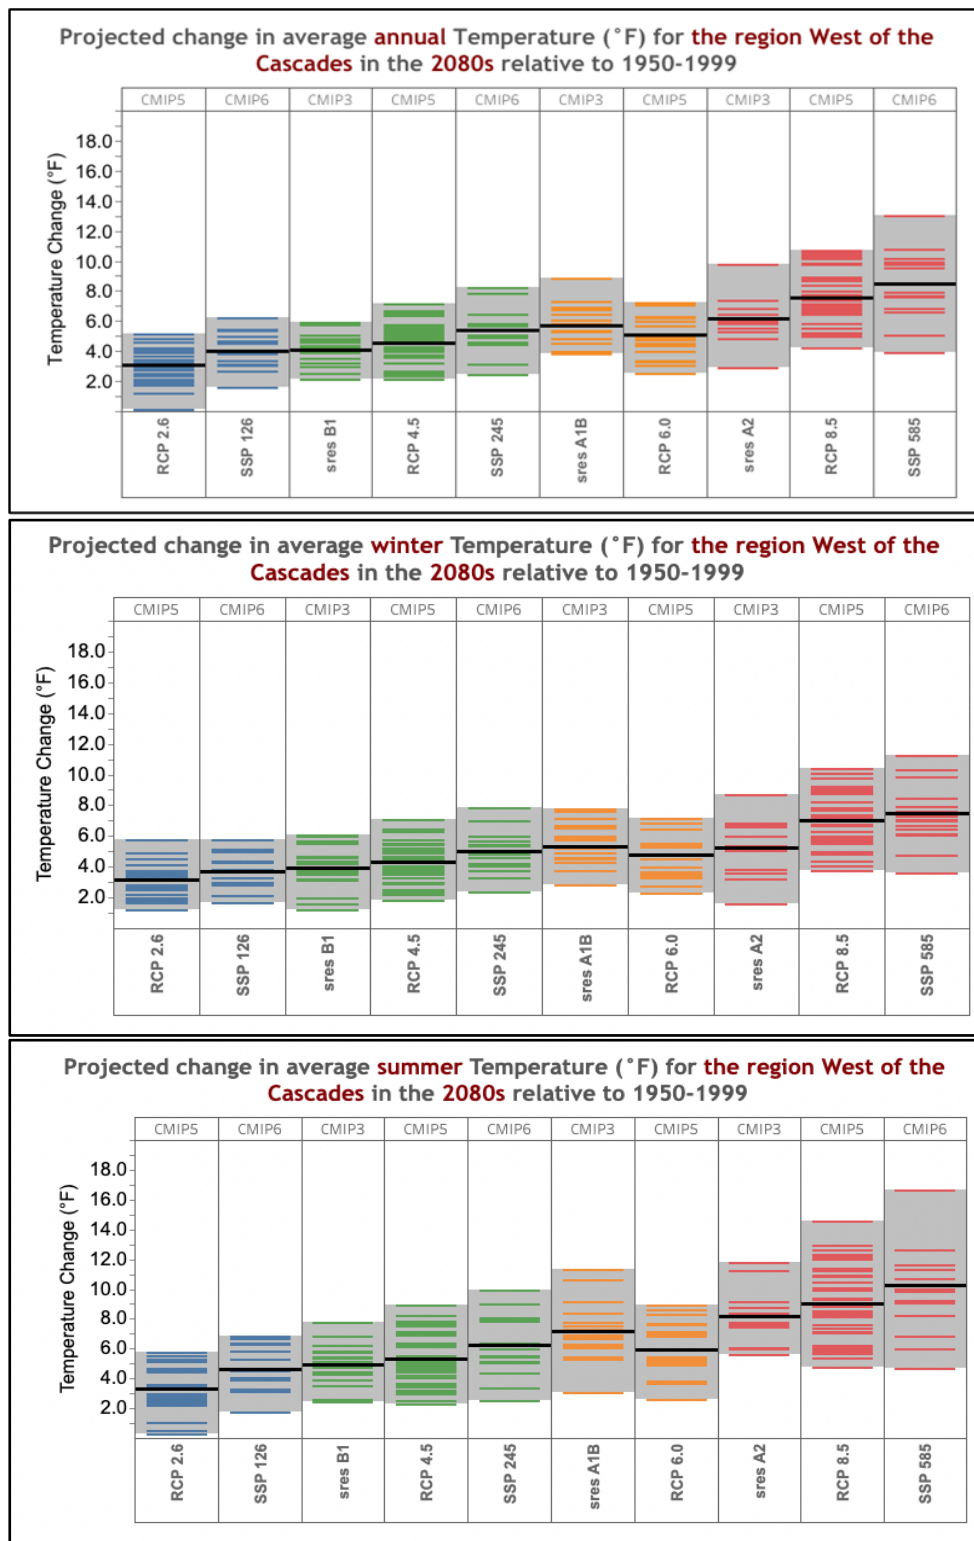 Projected change in average annual Temperature (°F) for the region West of the
Cascades in the 2080s relative to 1950-1999
CMIP5 CMIP6 CMIP3 CMIP5 CMIP6 CMIP3 CMIP5 CMIP3 CMIP5 CMIP6
Temperature Change (°F)
18.0
16.0
14.0
12.0
10.0
8.0
6.0
4.0
2.0
RCP 2.6
SSP 126
sres B1
RCP 4.5
SSP 245
sres A1B
RCP 6.0
sres A2
RCP 8.5
SSP 585
Projected change in average winter Temperature (°F) for the region West of the
Cascades in the 2080s relative to 1950-1999
CMIP5 CMIP6 CMIP3 CMIP5 CMIP6 CMIP3 CMIP5 CMIP3 CMIP5 CMIP6
Temperature Change (°F)
18.0
16.0
14.0
12.0
10.0
8.0
6.0
4.0
2.0
RCP 2.6
SSP 126
sres B1
RCP 4.5
SSP 245
sres A1B
RCP 6.0
sres A2
RCP 8.5
SSP 585
Projected change in average summer Temperature (°F) for the region West of the
Cascades in the 2080s relative to 1950-1999
CMIP5 CMIP6 CMIP3 CMIP5 CMIP6 CMIP3 CMIP5 CMIP3 CMIP5 CMIP6
Temperature Change (°F)
18.0
16.0
14.0
12.0
10.0
8.0
6.0
4.0
2.0
RCP 2.6
SSP 126
sres B1
RCP 4.5
SSP 245
sres A1B
RCP 6.0
sres A2
RCP 8.5
SSP 585